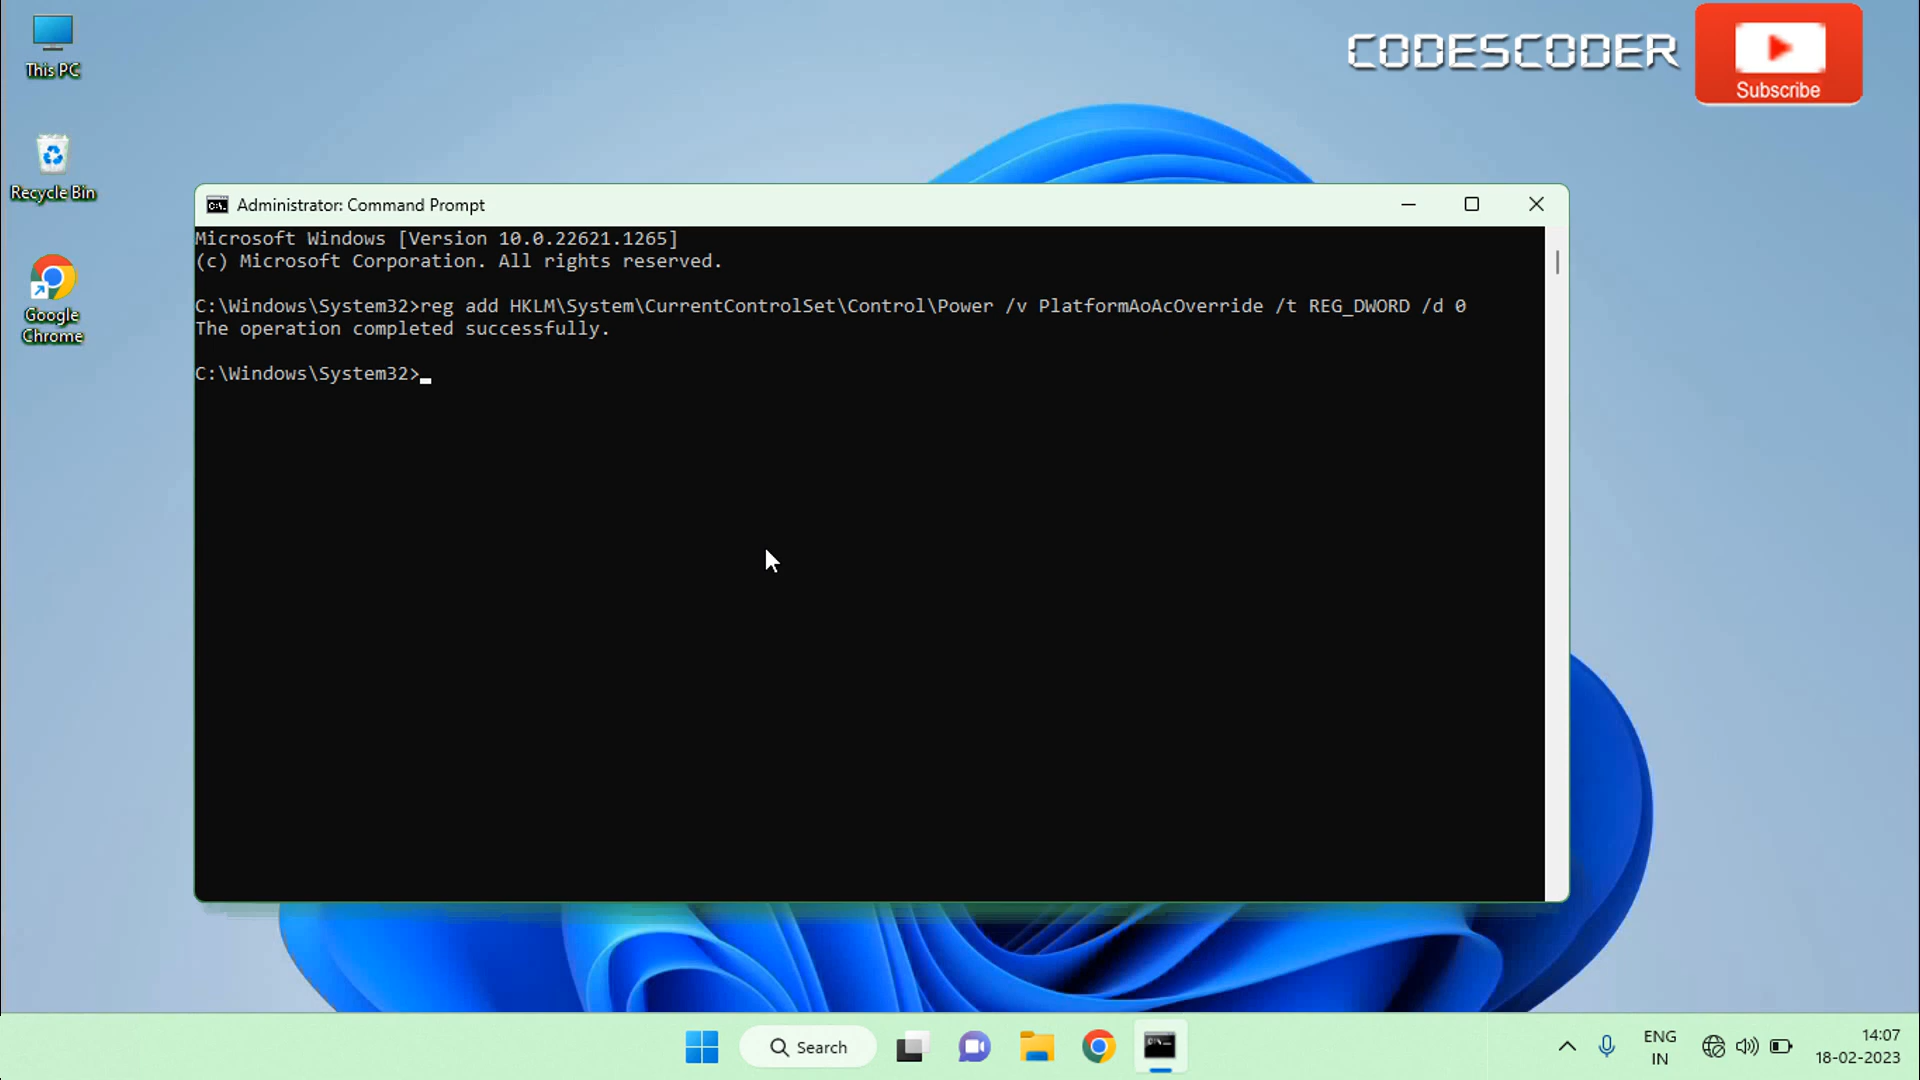 This PC
Recycle Bin
Google
Chrome
CODESCODER
Subscribe
Administrator: Command Prompt
Microsoft Windows [Version 10.0.22621.1265]
(c) Microsoft Corporation. All rights reserved.
C:\Windows\System32>reg add HKLM\System\CurrentControlSet\Control\Power /v PlatformAoAcOverride /t REG_DWORD /d 0
The operation completed successfully.
C:\Windows\System32>
Search
ENG
IN
14:07
18-02-2023